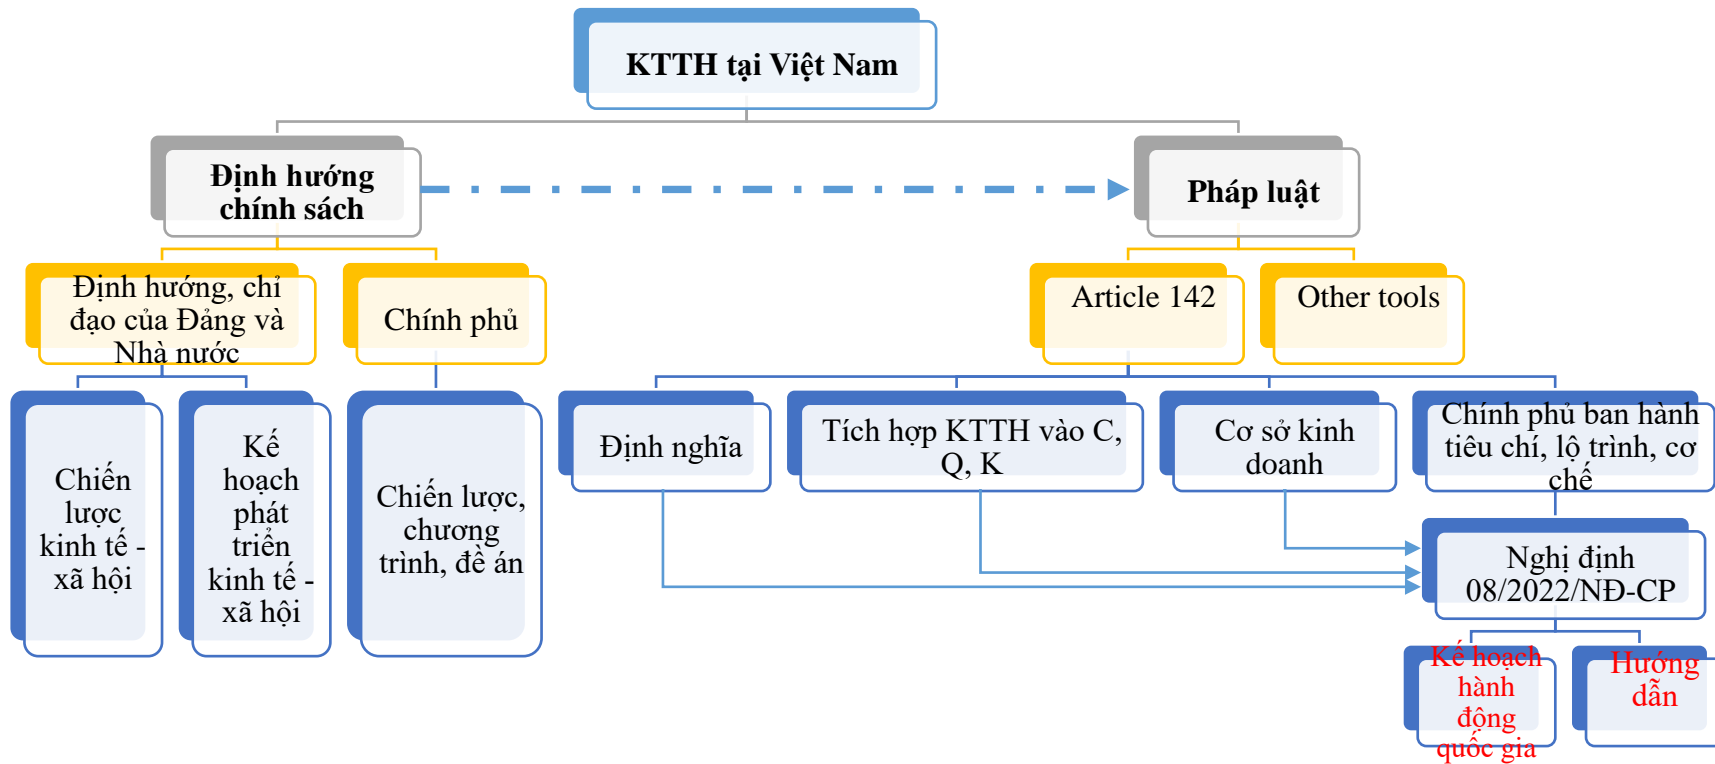 KTTH tại Việt Nam
Định hướng
chính sách
Pháp luật
Định hướng, chỉ
đạo của Đảng và
Nhà nước
Chính phủ
Article 142
Other tools
Chiến
lược
kinh tế -
xã hội
Kế
hoạch
phát
triển
kinh tế -
xã hội
Chiến lược,
chương
trình, đề án
Định nghĩa
Tích hợp KTTH vào C,
Q, K
Cơ sở kinh
doanh
Chính phủ ban hành
tiêu chí, lộ trình, cơ
chế
Nghị định
08/2022/NĐ-CP
Kế hoạch
hành
động
quốc gia
Hướng
dẫn